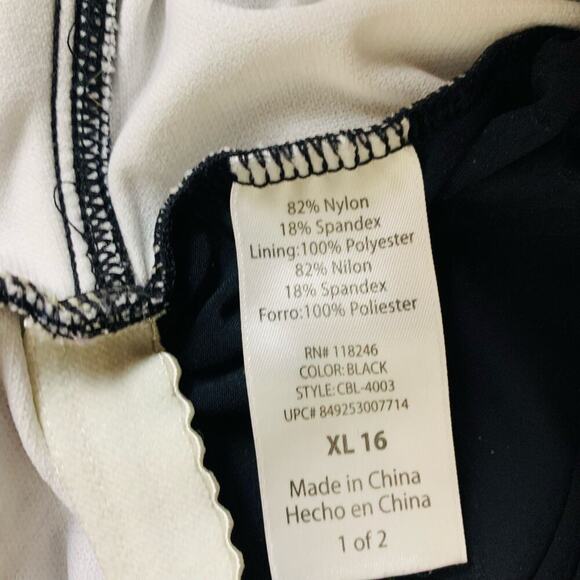 82% Nylon
18% Spandex
Lining:100% Polyester
82% Nilon
18% Spandex
Forro:100% Poliester
RN# 118246
COLOR: BLACK
STYLE: CBL-4003
UPC# 849253007714
XL 16
Made in China
Hecho en China
1 of 2